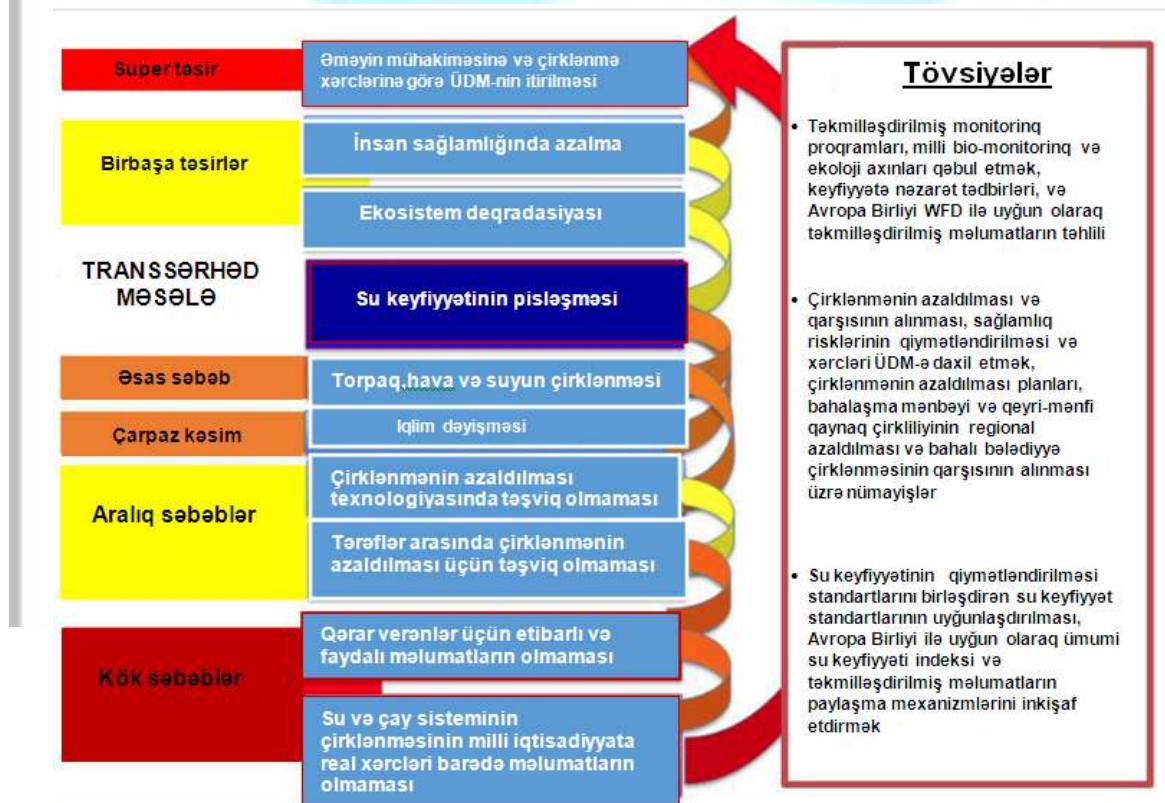 Super təsir
Əməyin mühakiməsinə və çirklənmə
xərclərinə görə ÜDM-nin itirilməsi
Birbaşa təsirlər
İnsan sağlamlığında azalma
Ekosistem deqradasiyası
TRANSSƏRHƏD
MƏSƏLƏ
Su keyfiyyətinin pisləşməsi
Əsas səbəb
Torpaq,hava və suyun çirklənməsi
Çarpaz kəsim
Iqlim dəyişməsi
Aralıq səbəblər
Çirklənmənin azaldılması
texnologiyasında təşviq olmaması
Tərəflər arasında çirklənmənin
azaldılması üçün təşviq olmaması
Kök səbəblər
Qərar verənlər üçün etibarlı və
faydalı məlumatların olmaması
Su və çay sisteminin
çirklənməsinin milli iqtisadiyyata
real xərcləri barədə məlumatların
olmaması
Tövsiyələr
• Təkmilləşdirilmiş monitorinq
proqramları, milli bio-monitorinq və
ekoloji axınları qəbul etmək,
keyfiyyətə nəzarət tədbirləri, və
Avropa Birliyi WFD ilə uyğun olaraq
təkmilləşdirilmiş məlumatların təhlili
• Çirklənmənin azaldılması və
qarşısının alınması, sağlamlıq
risklərinin qiymətləndirilməsi və
xərcləri ÜDM-ə daxil etmək,
çirklənmənin azaldılması planları,
bahalaşma mənbəyi və qeyri-mənfi
qaynaq çirkliliyinin regional
azaldılması və bahalı bələdiyyə
çirklənməsinin qarşısının alınması
üzrə nümayişlər
• Su keyfiyyətinin qiymətləndirilməsi
standartlarını birləşdirən su keyfiyyət
standartlarının uyğunlaşdırılması,
Avropa Birliyi ilə uyğun olaraq ümumi
su keyfiyyəti indeksi və
təkmilləşdirilmiş məlumatların
paylaşma mexanizmlərini inkişaf
etdirmək